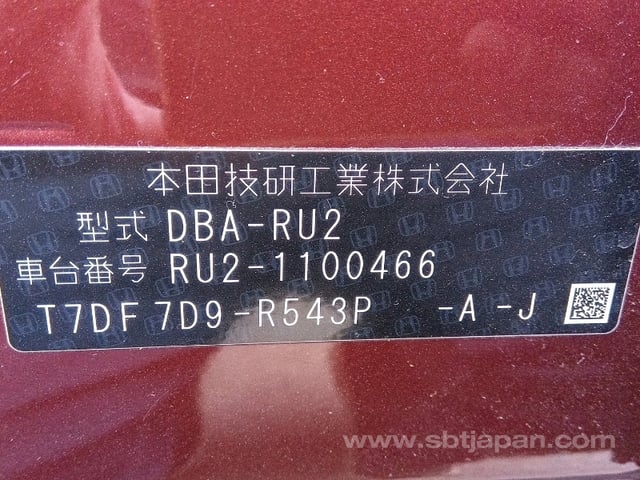 本田技研工業株式会社
型式 DBA-RU2
車台番号 RU2-1100466
T7DF 7D9-R543P -A -J
www.sbtjapan.com